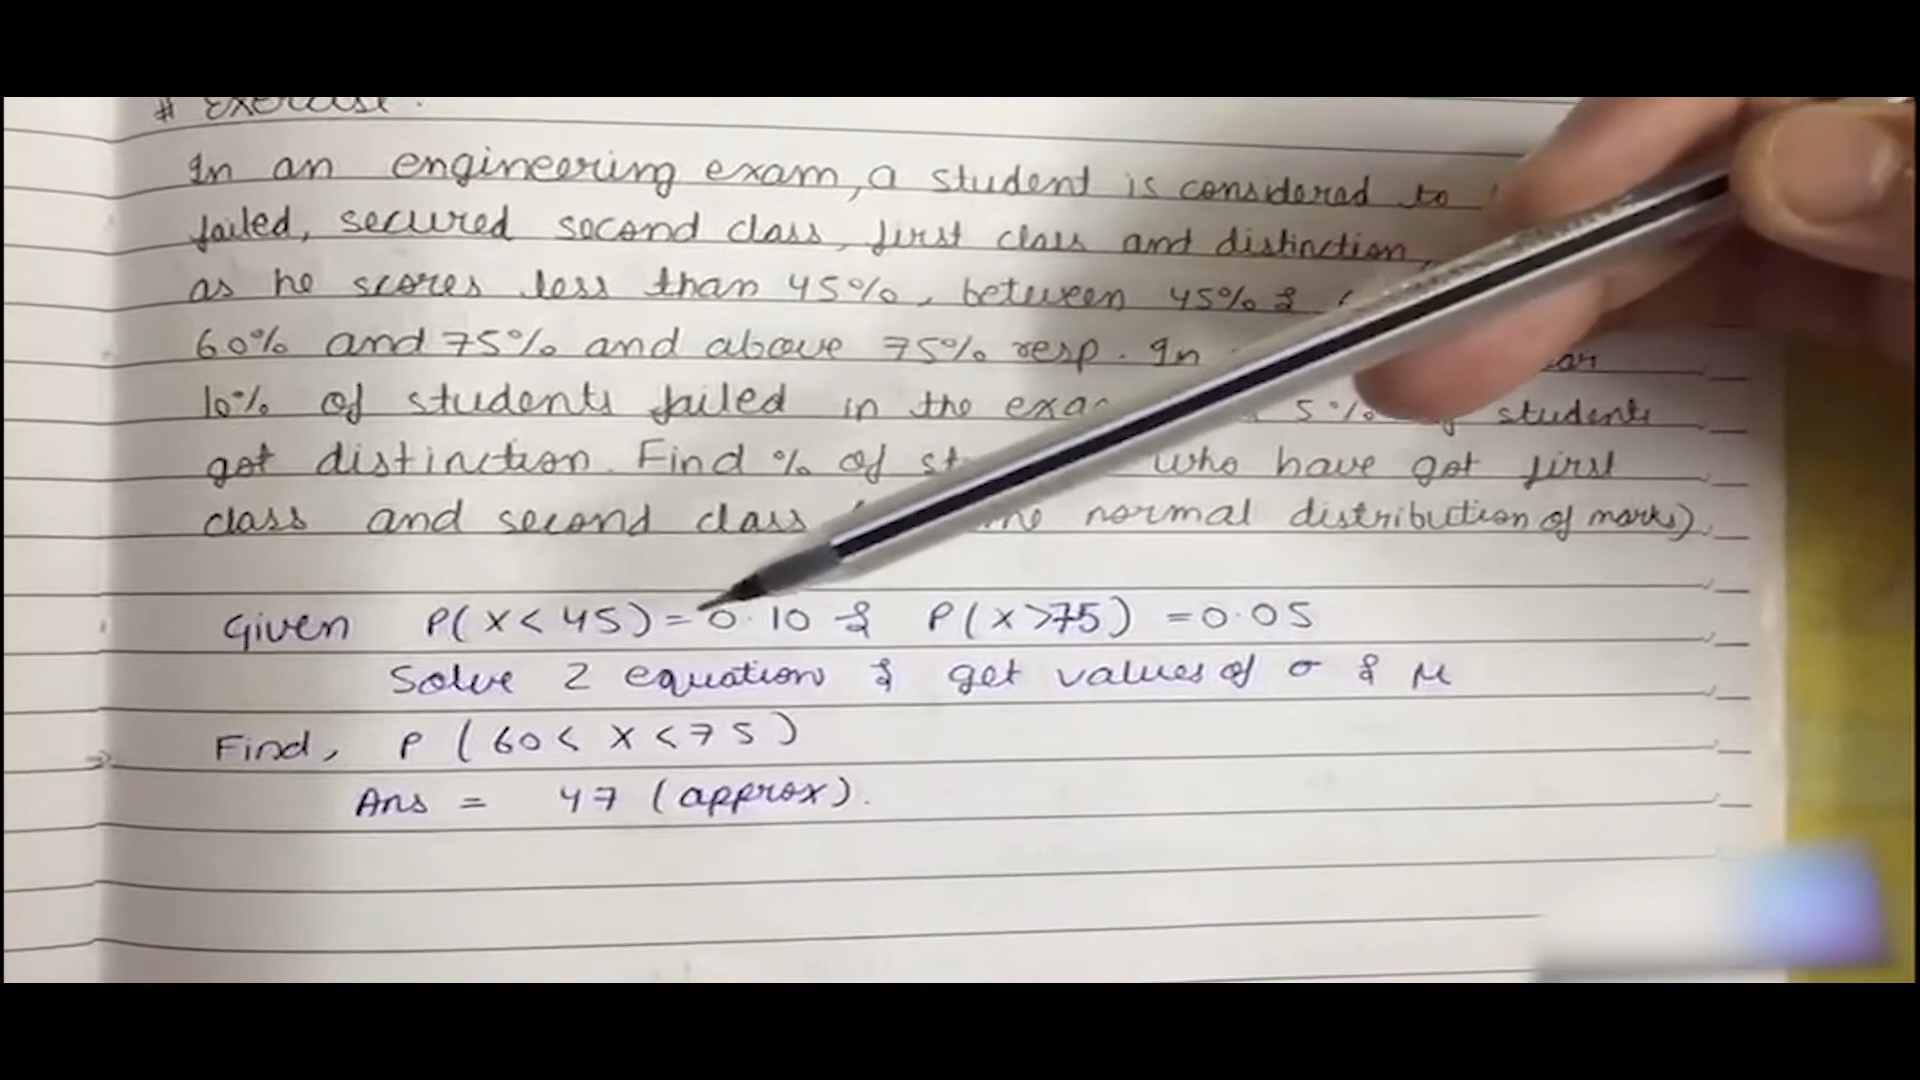 # Exercise.
In an engineering exam, a student is considered to
failed, secured second class, first class and distinction,
as he scores less than 45%, between 45% &
60% and 75% and above 75% resp. In
10% of students failed in the 5% students
got distinction. Find % of who have got first
class and second class normal distribution of marks).
Given P(X < 45) = 0.10 & P(X > 75) = 0.05
Solve 2 equation & get values of σ & μ
Find, P (60 < X < 75)
Ans = 47 (approx).